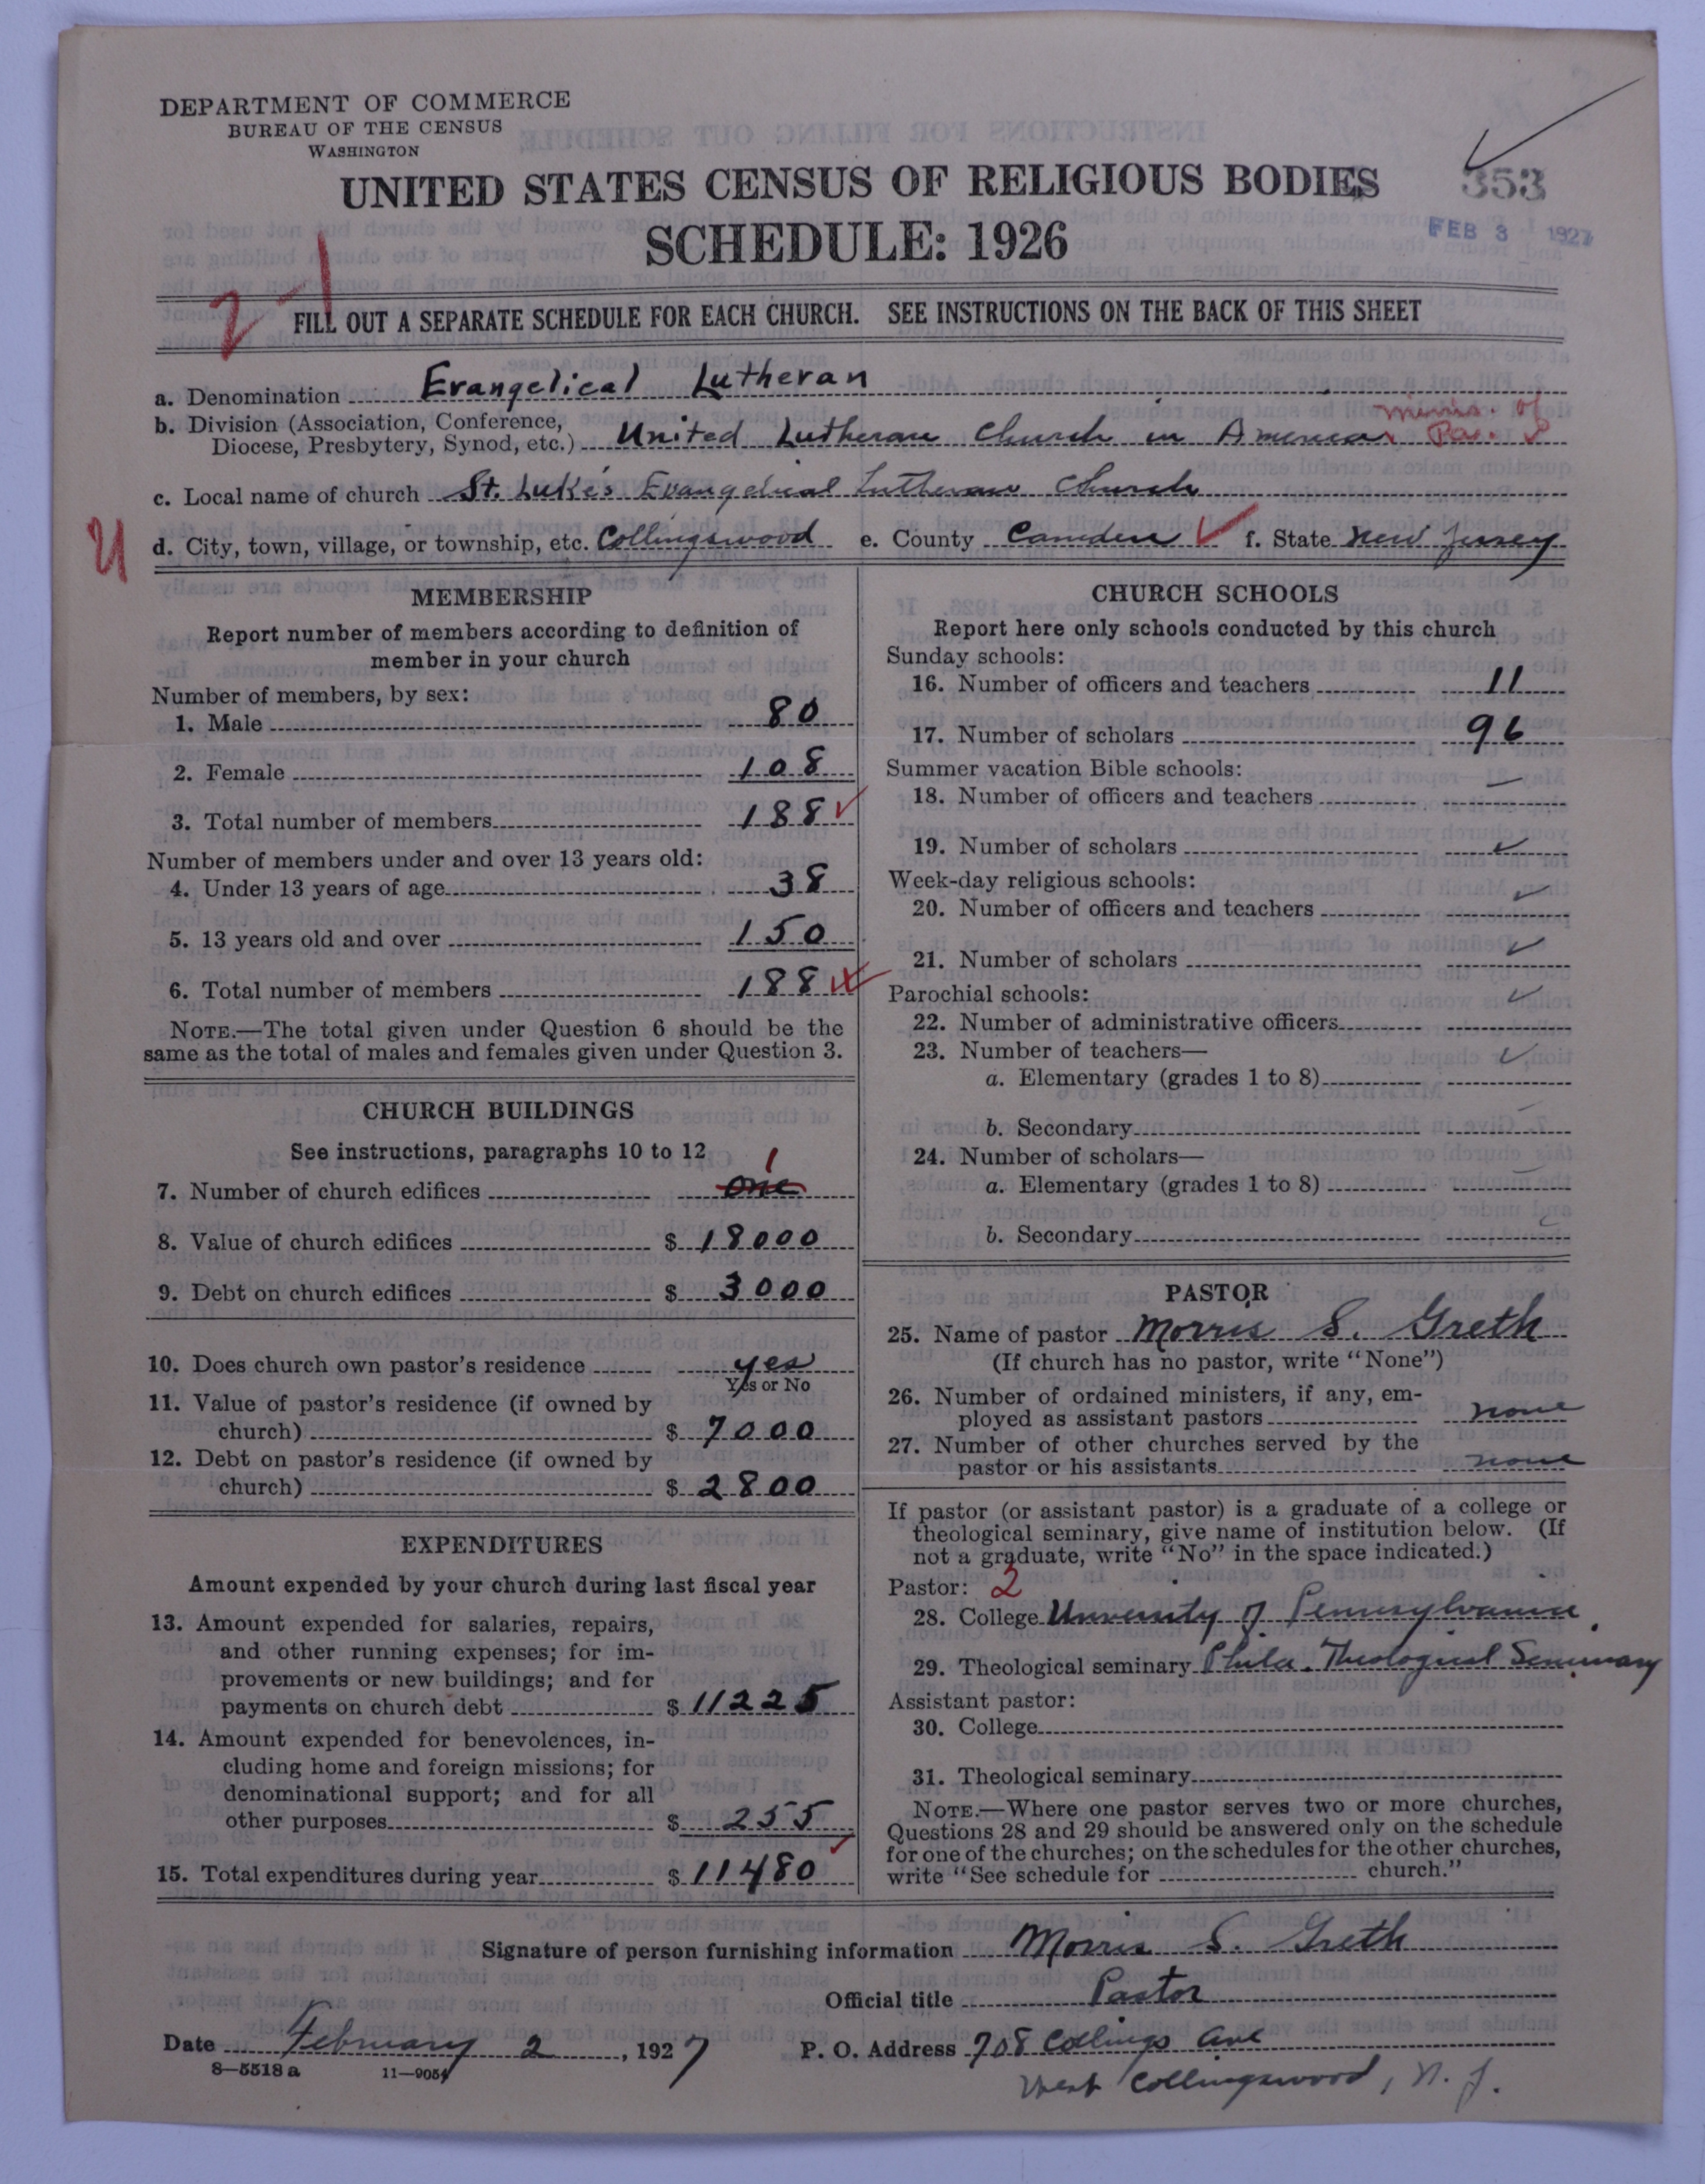 DEPARTMENT OF COMMERCE
BUREAU OF THE CENSUS
WASHINGTON
UNITED STATES CENSUS OF RELIGIOUS BODIES
353
FEB 3 1927
SCHEDULE: 1926
2-1
FILL OUT A SEPARATE SCHEDULE FOR EACH CHURCH. SEE INSTRUCTIONS ON THE BACK OF THIS SHEET
a. Denomination Evangelical Lutheran
b. Division (Association, Conference,
Diocese, Presbytery, Synod, etc.) United Lutheran Church in America minis. of Pa.
c. Local name of church St. Luke's Evangelical Lutheran Church
d. City, town, village, or township, etc. Collingswood e. County Camden f. State New Jersey
MEMBERSHIP
Report number of members according to definition of
member in your church
Number of members, by sex:
1. Male 80
2. Female 108
3. Total number of members 188
Number of members under and over 13 years old:
4. Under 13 years of age 38
5. 13 years old and over 150
6. Total number of members 188
NOTE.—The total given under Question 6 should be the
same as the total of males and females given under Question 3.
CHURCH BUILDINGS
See instructions, paragraphs 10 to 12
1
7. Number of church edifices one
8. Value of church edifices $ 18000
9. Debt on church edifices $ 3000
10. Does church own pastor's residence yes
Yes or No
11. Value of pastor's residence (if owned by
church) $ 7000
12. Debt on pastor's residence (if owned by
church) $ 2800
EXPENDITURES
Amount expended by your church during last fiscal year
13. Amount expended for salaries, repairs,
and other running expenses; for im-
provements or new buildings; and for
payments on church debt $ 11225
14. Amount expended for benevolences, in-
cluding home and foreign missions; for
denominational support; and for all
other purposes $ 255
15. Total expenditures during year $ 11480
CHURCH SCHOOLS
Report here only schools conducted by this church
Sunday schools:
16. Number of officers and teachers 11
17. Number of scholars 96
Summer vacation Bible schools:
18. Number of officers and teachers
19. Number of scholars
Week-day religious schools:
20. Number of officers and teachers
21. Number of scholars
Parochial schools:
22. Number of administrative officers
23. Number of teachers—
a. Elementary (grades 1 to 8)
b. Secondary
24. Number of scholars—
a. Elementary (grades 1 to 8)
b. Secondary
PASTOR
25. Name of pastor Morris S. Greth
(If church has no pastor, write "None")
26. Number of ordained ministers, if any, em-
ployed as assistant pastors none
27. Number of other churches served by the
pastor or his assistants none
If pastor (or assistant pastor) is a graduate of a college or
theological seminary, give name of institution below. (If
not a graduate, write "No" in the space indicated.)
Pastor: 2
28. College University of Pennsylvania
29. Theological seminary Phila. Theological Seminary
Assistant pastor:
30. College
31. Theological seminary
NOTE.—Where one pastor serves two or more churches,
Questions 28 and 29 should be answered only on the schedule
for one of the churches; on the schedules for the other churches,
write "See schedule for church."
Signature of person furnishing information Morris S. Greth
Official title Pastor
Date February 2, 1927 P. O. Address 708 Collings Ave
8—5518a 11—9054
West Collingswood, N. J.